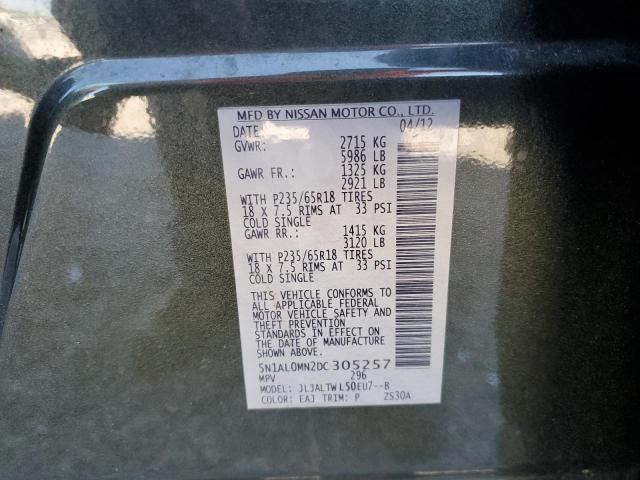 MFD BY NISSAN MOTOR CO., LTD.
DATE: 04/12
GVWR: 2715 KG
5986 LB
GAWR FR.: 1325 KG
2921 LB
WITH P235/65R18 TIRES
18 X 7.5 RIMS AT 33 PSI
COLD SINGLE
GAWR RR.: 1415 KG
3120 LB
WITH P235/65R18 TIRES
18 X 7.5 RIMS AT 33 PSI
COLD SINGLE
THIS VEHICLE CONFORMS TO
ALL APPLICABLE FEDERAL
MOTOR VEHICLE SAFETY AND
THEFT PREVENTION
STANDARDS IN EFFECT ON
THE DATE OF MANUFACTURE
SHOWN ABOVE.
5N1AL0MN2DC305257
MPV 296
MODEL: JL3ALTWL50EU7--B
COLOR: EAJ TRIM: P ZS30A